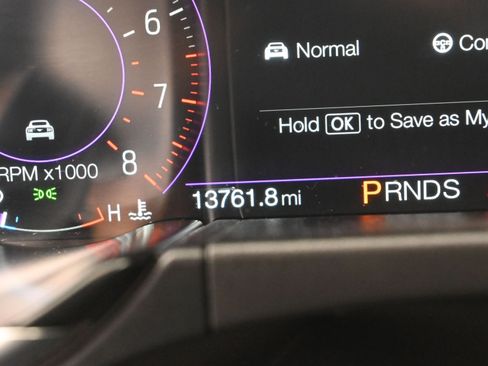 6
7
8
RPM x1000
H
Normal
Hold OK to Save as My
13761.8 mi
PRNDS